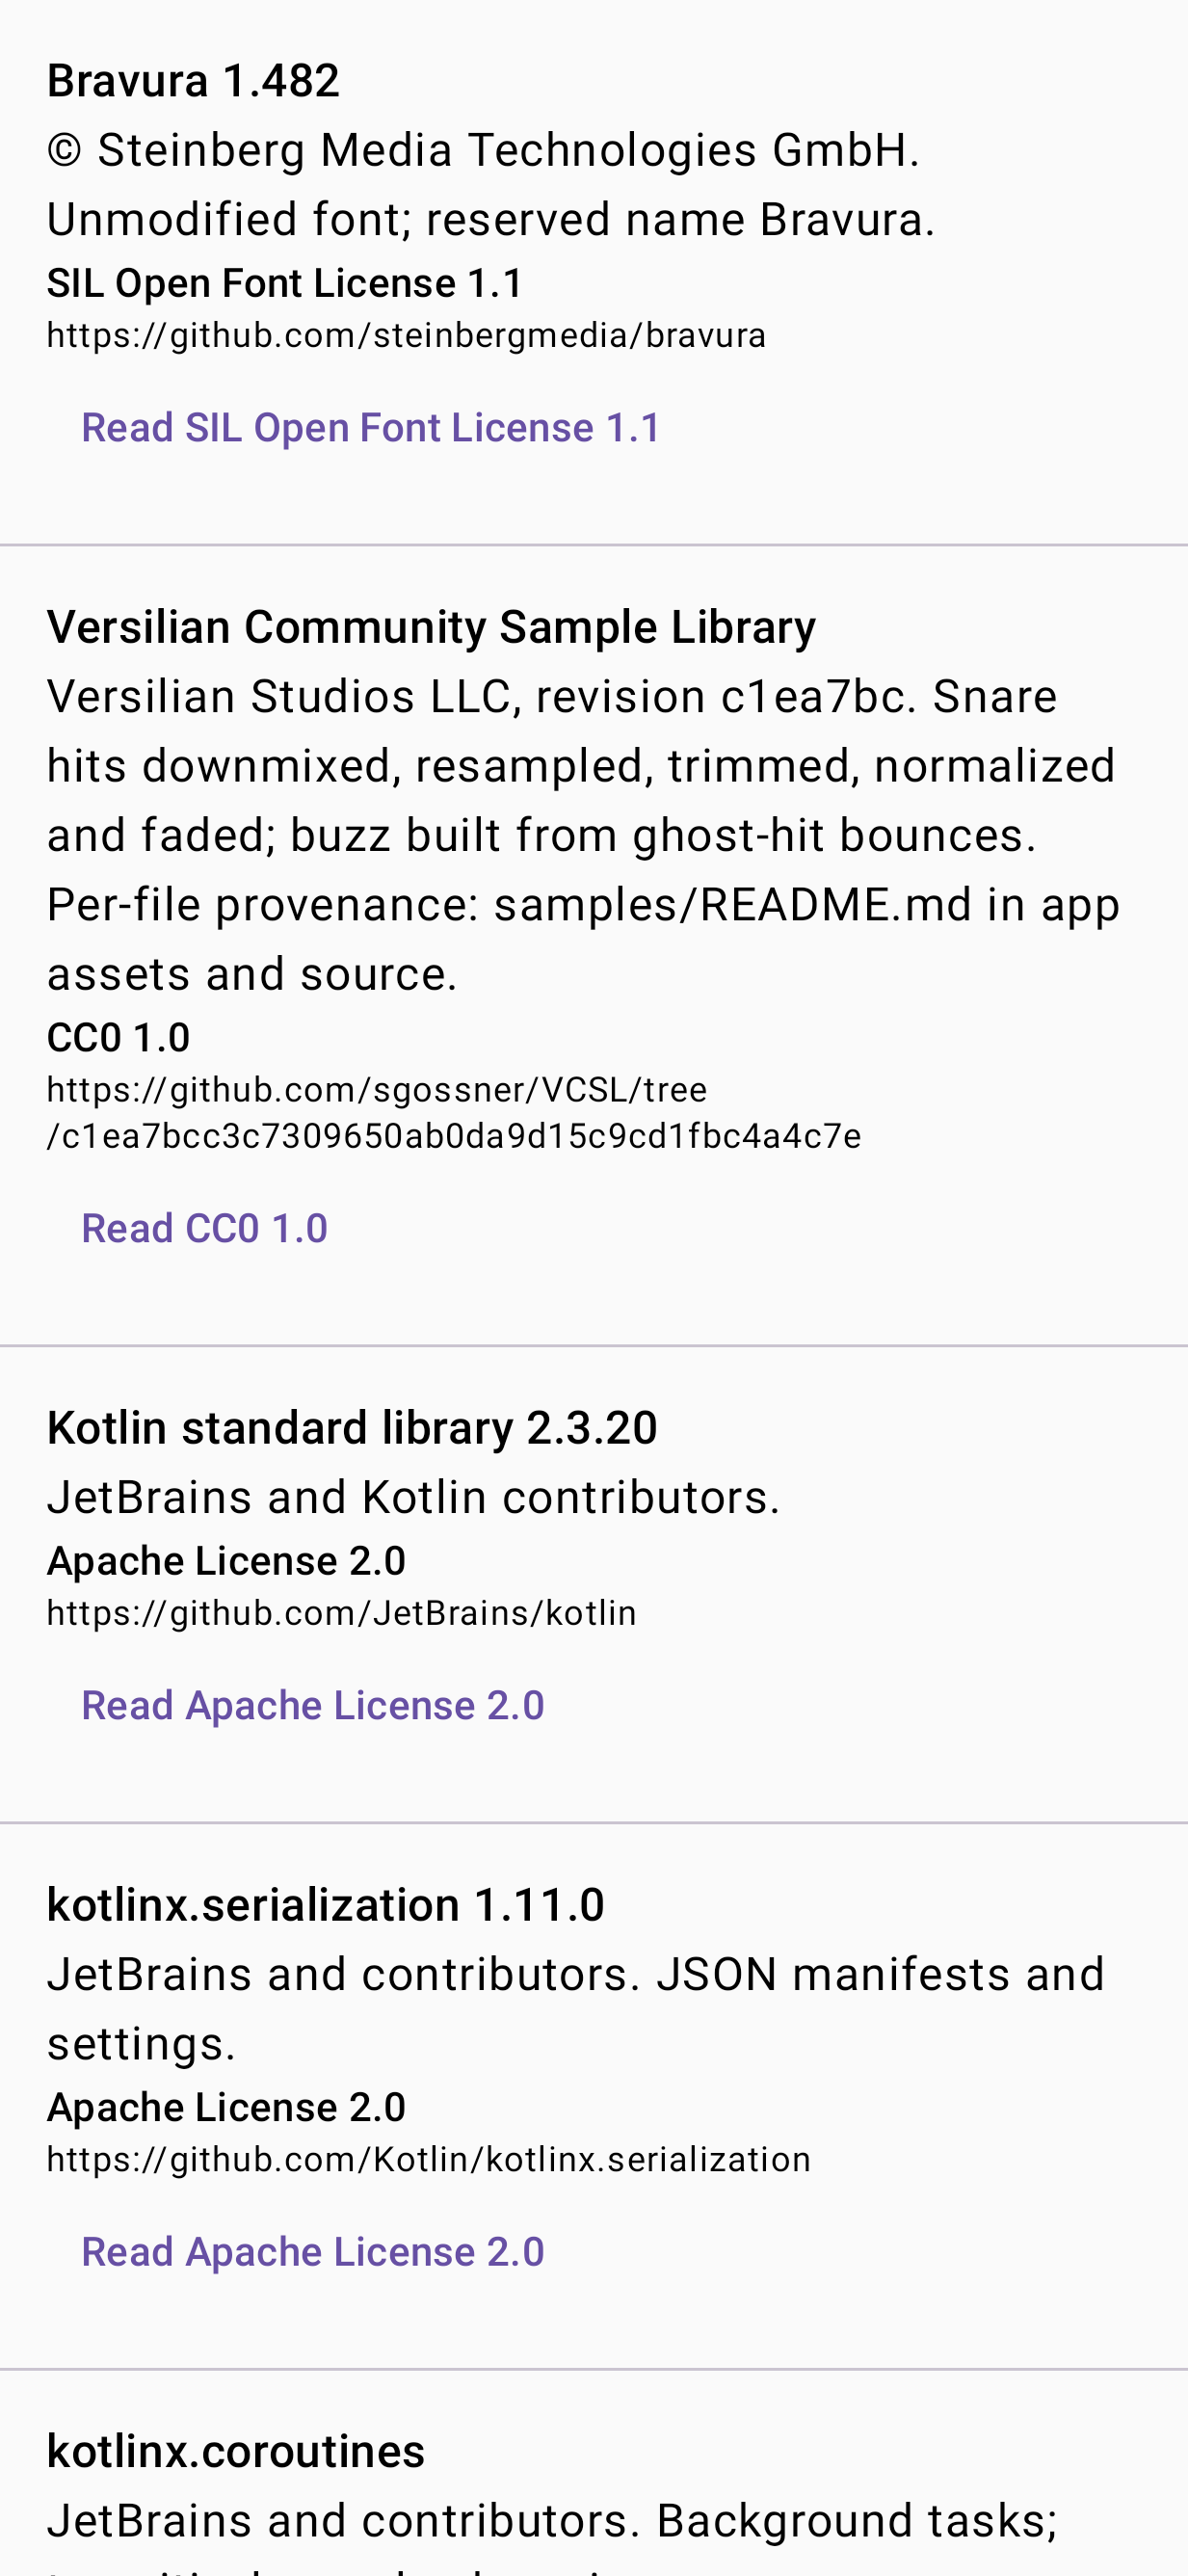 Bravura 1.482
© Steinberg Media Technologies GmbH.
Unmodified font; reserved name Bravura.
SIL Open Font License 1.1
https://github.com/steinbergmedia/bravura
Read SIL Open Font License 1.1
Versilian Community Sample Library
Versilian Studios LLC, revision c1ea7bc. Snare
hits downmixed, resampled, trimmed, normalized
and faded; buzz built from ghost-hit bounces.
Per-file provenance: samples/README.md in app
assets and source.
CC0 1.0
https://github.com/sgossner/VCSL/tree
/c1ea7bcc3c7309650ab0da9d15c9cd1fbc4a4c7e
Read CC0 1.0
Kotlin standard library 2.3.20
JetBrains and Kotlin contributors.
Apache License 2.0
https://github.com/JetBrains/kotlin
Read Apache License 2.0
kotlinx.serialization 1.11.0
JetBrains and contributors. JSON manifests and
settings.
Apache License 2.0
https://github.com/Kotlin/kotlinx.serialization
Read Apache License 2.0
kotlinx.coroutines
JetBrains and contributors. Background tasks;